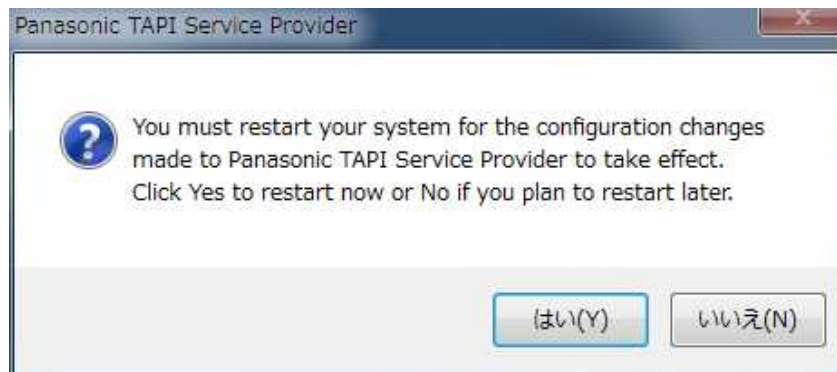 Panasonic TAPI Service Provider
You must restart your system for the configuration changes
made to Panasonic TAPI Service Provider to take effect.
Click Yes to restart now or No if you plan to restart later.
はい(Y)
いいえ(N)